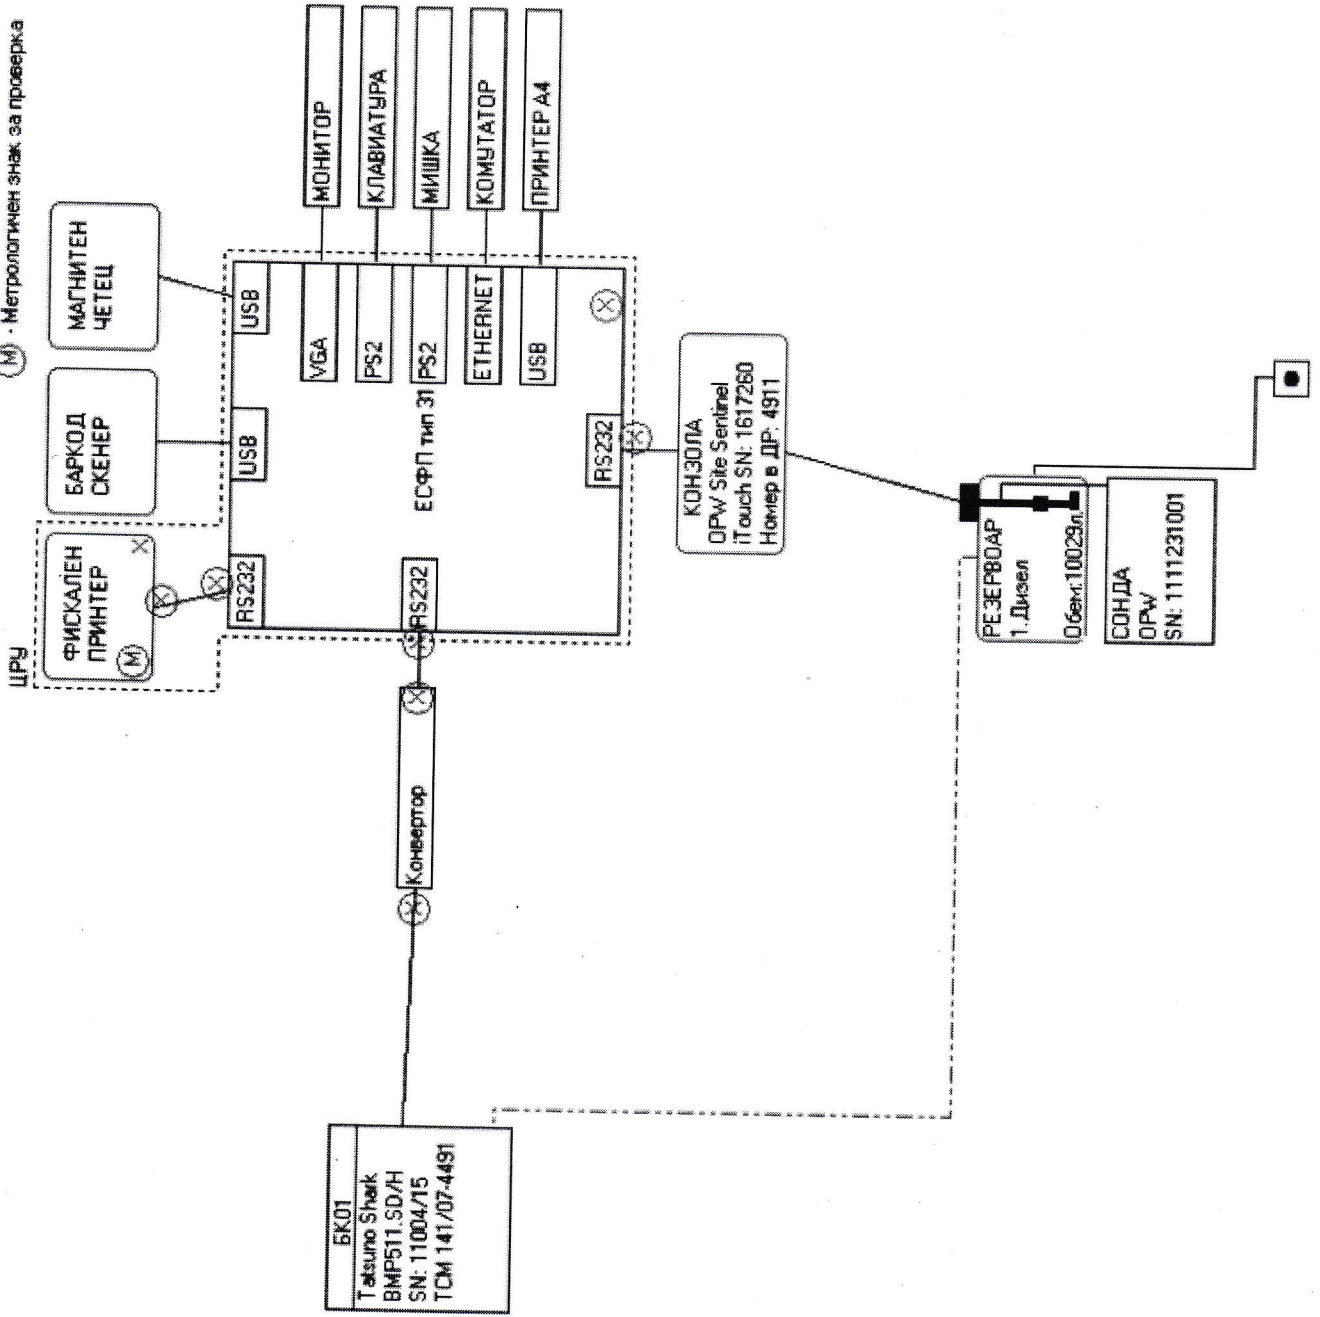 (M) - Метрологичен знак за проверка
ЦРУ
ФИСКАЛЕН
ПРИНТЕР
M
X
БАРКОД
СКЕНЕР
МАГНИТЕН
ЧЕТЕЦ
RS232
USB
USB
X
X
RS232
ЕСФП тип 31
VGA
PS2
PS2
ETHERNET
USB
МОНИТОР
КЛАВИАТУРА
МИШКА
КОМУТАТОР
ПРИНТЕР А4
RS232
X
X
X
X
X
Конвертор
БК01
Tatsuno Shark
BMP511.SD/H
SN: 11004/15
ТСМ 141/07-4491
КОНЗОЛА
OPW Site Sentinel
iTouch SN: 1617260
Номер в ДР: 4911
РЕЗЕРВОАР
1. Дизел
Обем:10029л.
СОНДА
OPW
SN: 1111231001